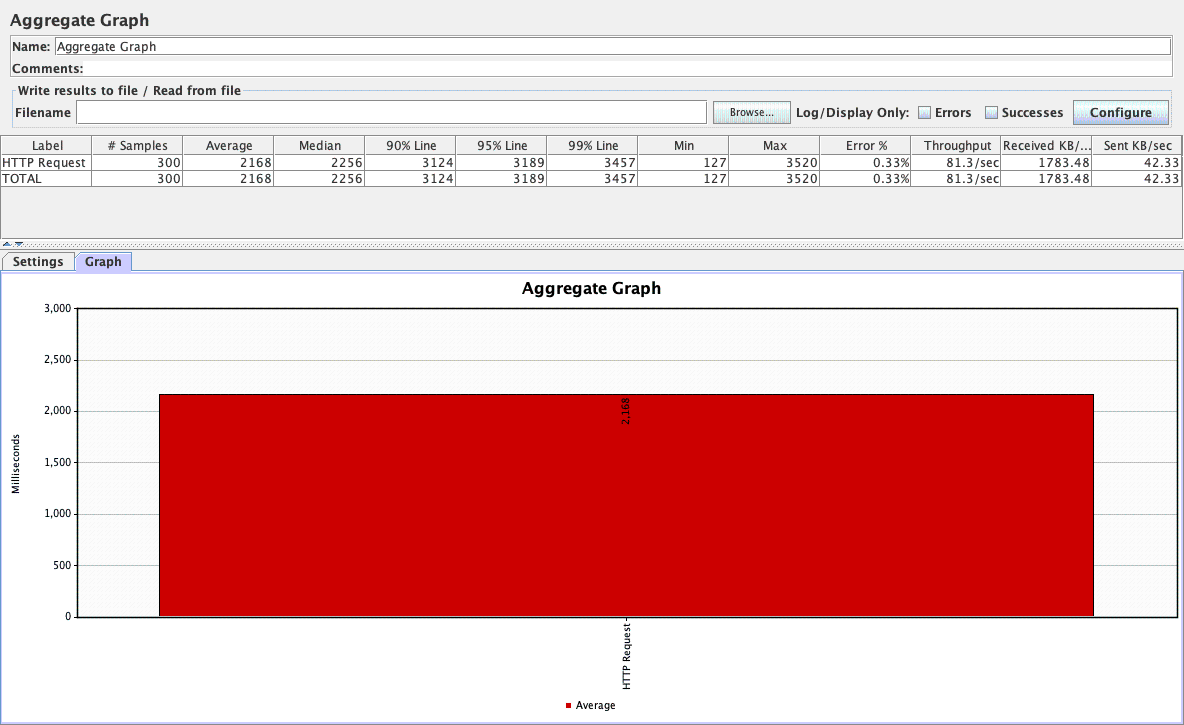 Aggregate Graph
Name: Aggregate Graph
Comments:
Write results to file / Read from file
Filename Browse... Log/Display Only: Errors Successes Configure
Label # Samples Average Median 90% Line 95% Line 99% Line Min Max Error % Throughput Received KB/... Sent KB/sec
HTTP Request 300 2168 2256 3124 3189 3457 127 3520 0.33% 81.3/sec 1783.48 42.33
TOTAL 300 2168 2256 3124 3189 3457 127 3520 0.33% 81.3/sec 1783.48 42.33
Settings Graph
Aggregate Graph
3,000
2,500
2,000
1,500
1,000
500
0
Milliseconds
2,168
HTTP Request
Average